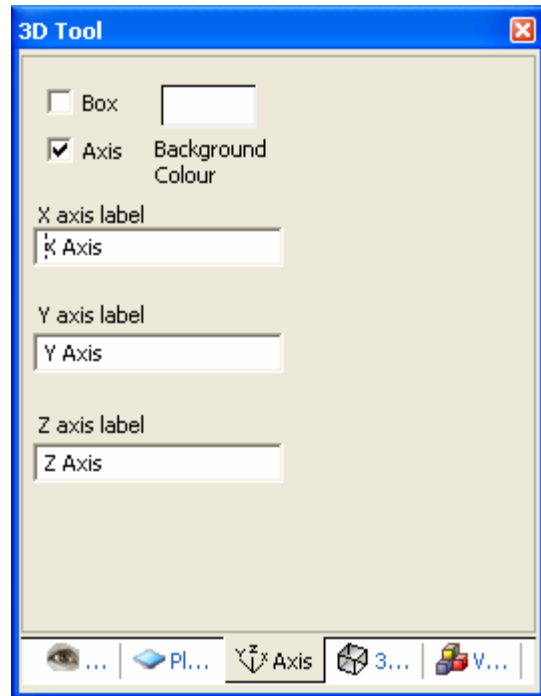 3D Tool
Box
Axis
Background
Colour
X axis label
X Axis
Y axis label
Y Axis
Z axis label
Z Axis
... Pl... Y Z X Axis 3... V...